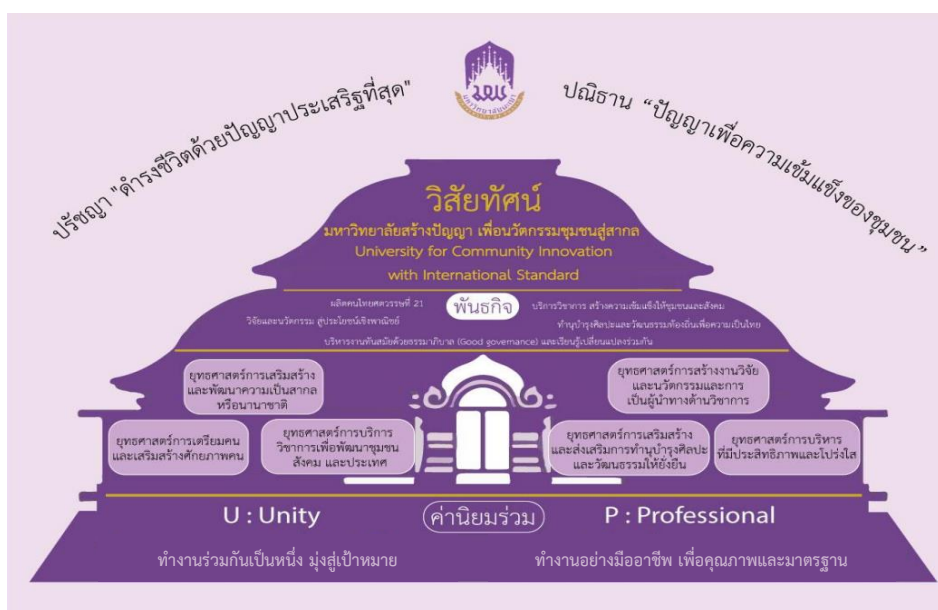 ปรัชญา "ดำรงชีวิตด้วยปัญญาประเสริฐที่สุด"
มหาวิทยาลัยพะเยา
ปณิธาน “ปัญญาเพื่อความเข้มแข็งของชุมชน”
วิสัยทัศน์
มหาวิทยาลัยสร้างปัญญา เพื่อนวัตกรรมชุมชนสู่สากล
University for Community Innovation
with International Standard
พันธกิจ
ผลิตคนไทยศตวรรษที่ 21
บริการวิชาการ สร้างความเข้มแข็งให้ชุมชนและสังคม
วิจัยและนวัตกรรม สู่ประโยชน์เชิงพาณิชย์
ทำนุบำรุงศิลปะและวัฒนธรรมท้องถิ่นเพื่อความเป็นไทย
บริหารงานทันสมัยด้วยธรรมาภิบาล (Good governance) และเรียนรู้เปลี่ยนแปลงร่วมกัน
ยุทธศาสตร์การเสริมสร้าง
และพัฒนาความเป็นสากล
หรือนานาชาติ
ยุทธศาสตร์การสร้างงานวิจัย
และนวัตกรรมและการ
เป็นผู้นำทางด้านวิชาการ
ยุทธศาสตร์การเตรียมคน
และเสริมสร้างศักยภาพคน
ยุทธศาสตร์การบริการ
วิชาการเพื่อพัฒนาชุมชน
สังคม และประเทศ
ยุทธศาสตร์การเสริมสร้าง
และส่งเสริมการทำนุบำรุงศิลปะ
และวัฒนธรรมให้ยั่งยืน
ยุทธศาสตร์การบริหาร
ที่มีประสิทธิภาพและโปร่งใส
U : Unity
ค่านิยมร่วม
P : Professional
ทำงานร่วมกันเป็นหนึ่ง มุ่งสู่เป้าหมาย
ทำงานอย่างมืออาชีพ เพื่อคุณภาพและมาตรฐาน